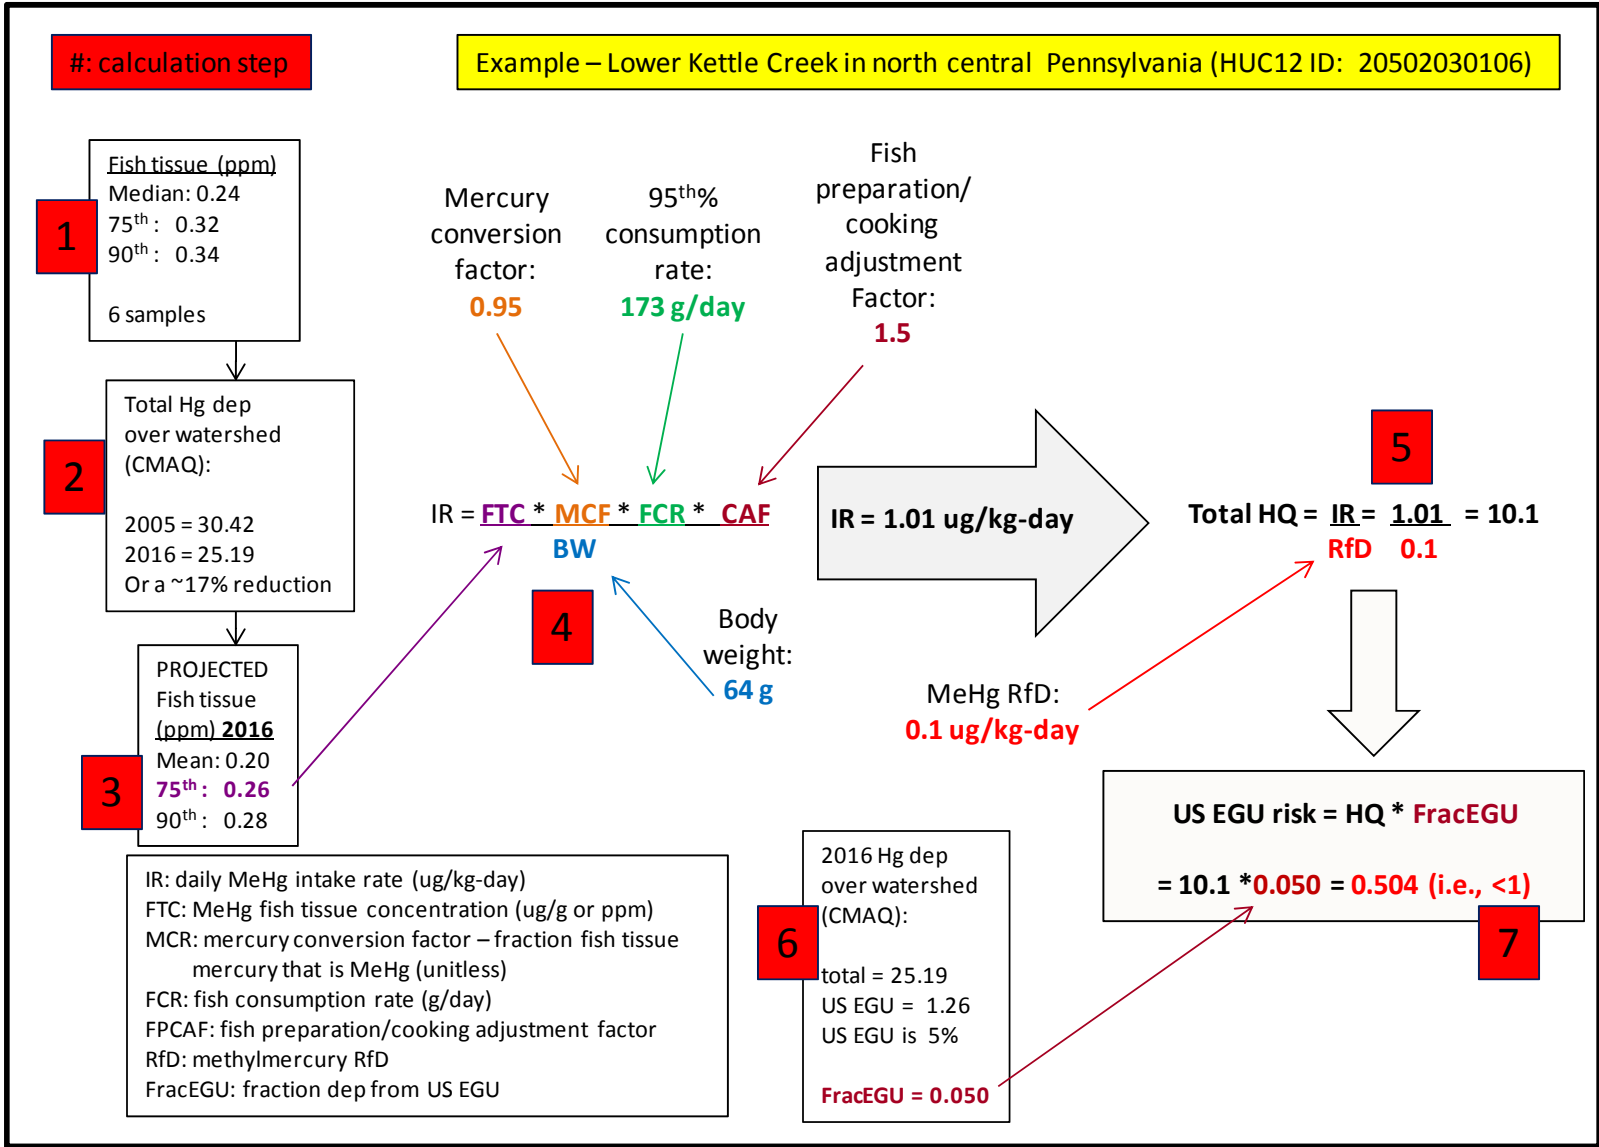 #: calculation step
Example – Lower Kettle Creek in north central Pennsylvania (HUC12 ID: 20502030106)
1
Fish tissue (ppm)
Median: 0.24
75th : 0.32
90th : 0.34
6 samples
2
Total Hg dep
over watershed
(CMAQ):
2005 = 30.42
2016 = 25.19
Or a ~17% reduction
3
PROJECTED
Fish tissue
(ppm) 2016
Mean: 0.20
75th : 0.26
90th : 0.28
Mercury
conversion
factor:
0.95
95th%
consumption
rate:
173 g/day
Fish
preparation/
cooking
adjustment
Factor:
1.5
IR = FTC * MCF * FCR * CAF
BW
4
Body
weight:
64 g
IR = 1.01 ug/kg-day
5
Total HQ = IR = 1.01 = 10.1
RfD 0.1
MeHg RfD:
0.1 ug/kg-day
US EGU risk = HQ * FracEGU
= 10.1 *0.050 = 0.504 (i.e., <1)
7
6
2016 Hg dep
over watershed
(CMAQ):
total = 25.19
US EGU = 1.26
US EGU is 5%
FracEGU = 0.050
IR: daily MeHg intake rate (ug/kg-day)
FTC: MeHg fish tissue concentration (ug/g or ppm)
MCR: mercury conversion factor – fraction fish tissue
mercury that is MeHg (unitless)
FCR: fish consumption rate (g/day)
FPCAF: fish preparation/cooking adjustment factor
RfD: methylmercury RfD
FracEGU: fraction dep from US EGU